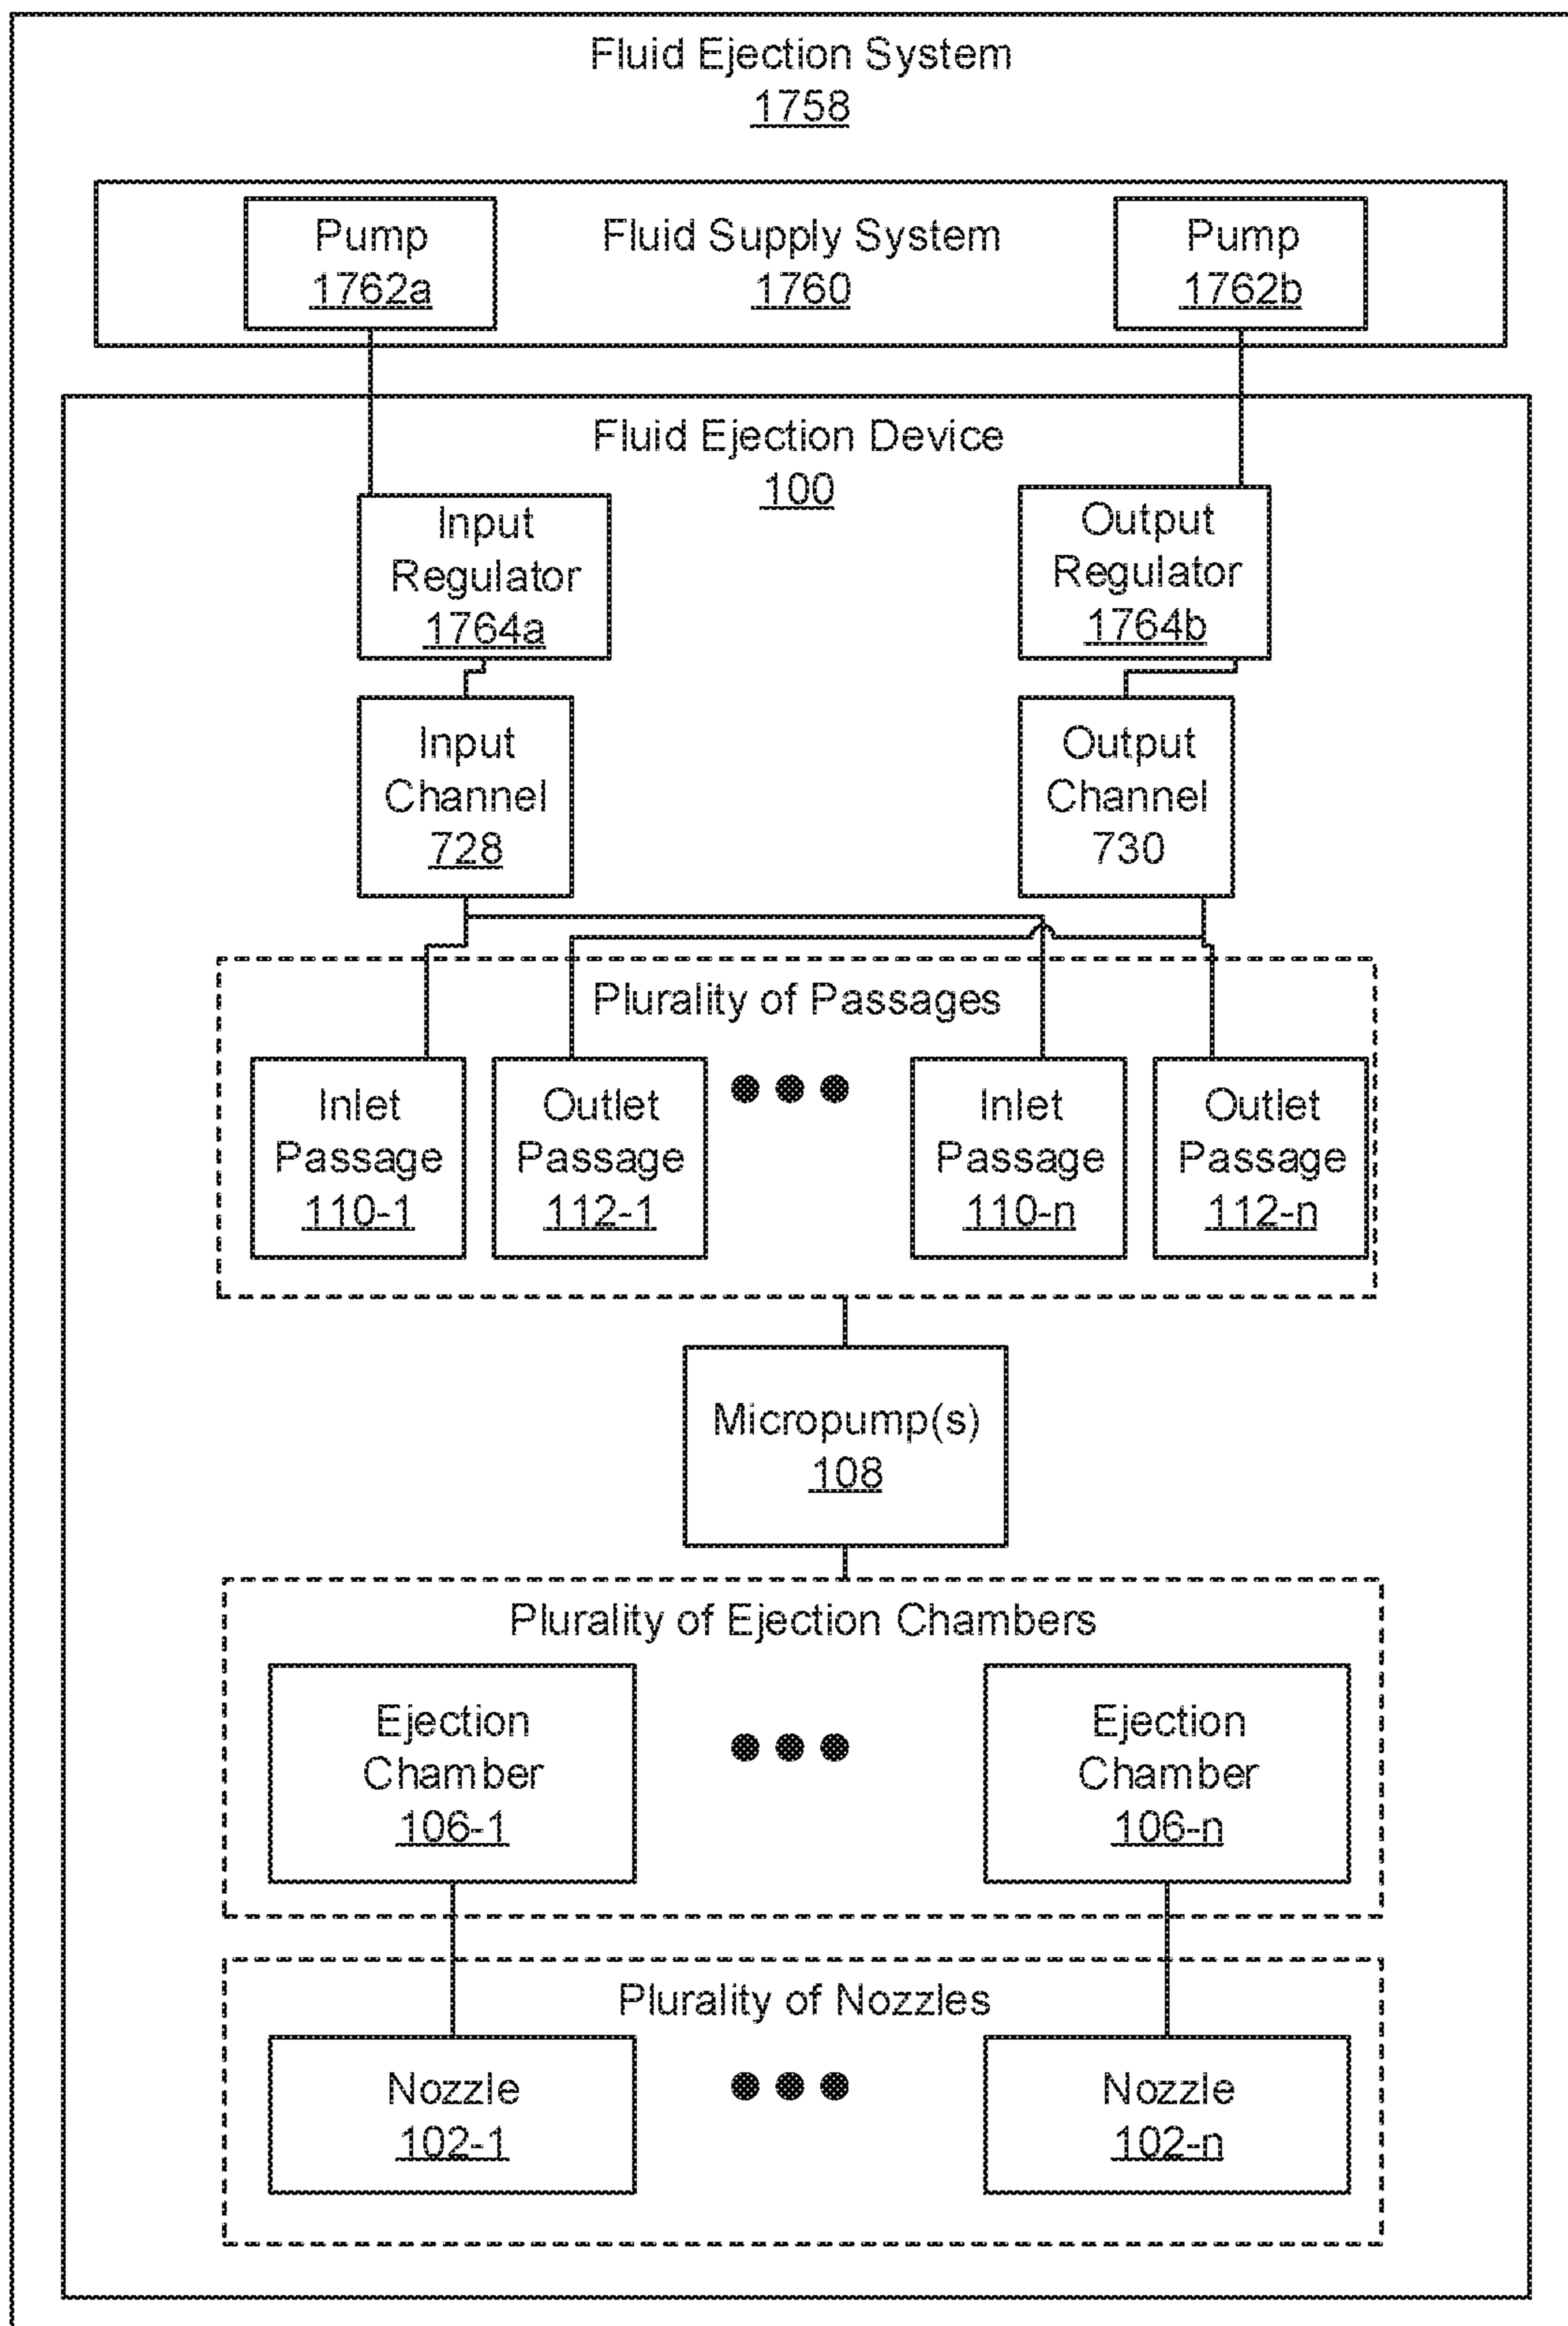 Fluid Ejection System
1758
Pump
1762a
Fluid Supply System
1760
Pump
1762b
Fluid Ejection Device
100
Input
Regulator
1764a
Output
Regulator
1764b
Input
Channel
728
Output
Channel
730
Plurality of Passages
Inlet
Passage
110-1
Outlet
Passage
112-1
Inlet
Passage
110-n
Outlet
Passage
112-n
Micropump(s)
108
Plurality of Ejection Chambers
Ejection
Chamber
106-1
Ejection
Chamber
106-n
Plurality of Nozzles
Nozzle
102-1
Nozzle
102-n